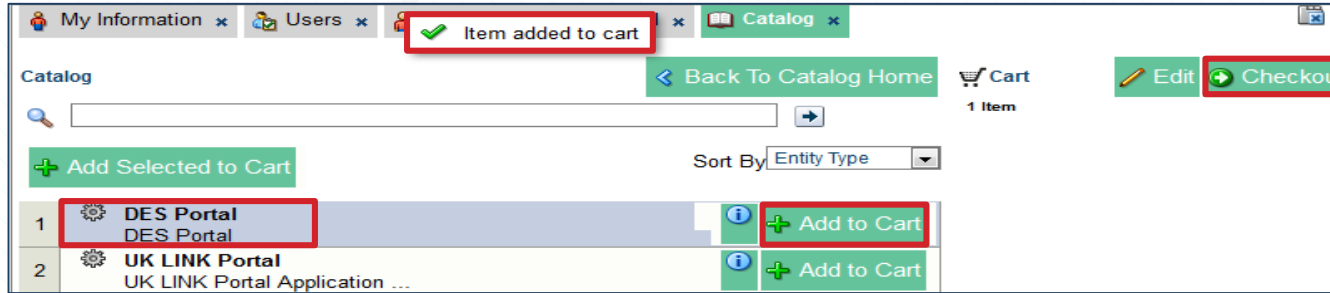 My Information x Users x x Catalog x
Item added to cart
Catalog Back To Catalog Home Cart Edit
1 Item
Add Selected to Cart Sort By Entity Type
1 DES Portal Add to Cart
DES Portal
2 UK LINK Portal Add to Cart
UK LINK Portal Application ...